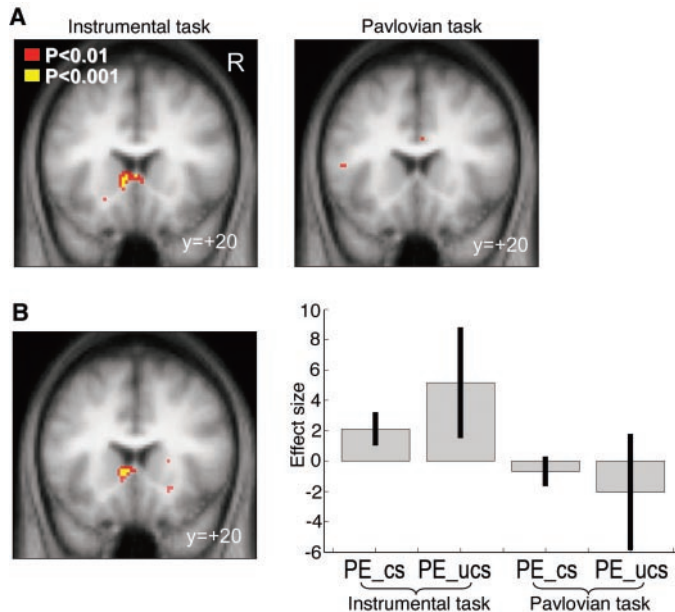 A
Instrumental task
Pavlovian task
P<0.01
P<0.001
R
y=+20
y=+20
B
y=+20
Effect size
10
8
6
4
2
0
-2
-4
-6
PE_cs PE_ucs PE_cs PE_ucs
Instrumental task Pavlovian task